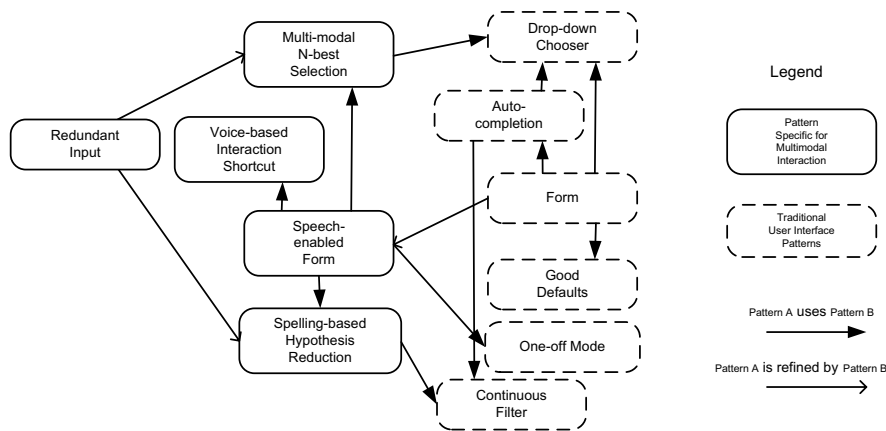 Multi-modal
N-best
Selection
Drop-down
Chooser
Legend
Redundant
Input
Voice-based
Interaction
Shortcut
Auto-
completion
Pattern
Specific for
Multimodal
Interaction
Speech-
enabled
Form
Form
Traditional
User Interface
Patterns
Good
Defaults
Spelling-based
Hypothesis
Reduction
One-off Mode
Continuous
Filter
Pattern A uses Pattern B
Pattern A is refined by Pattern B